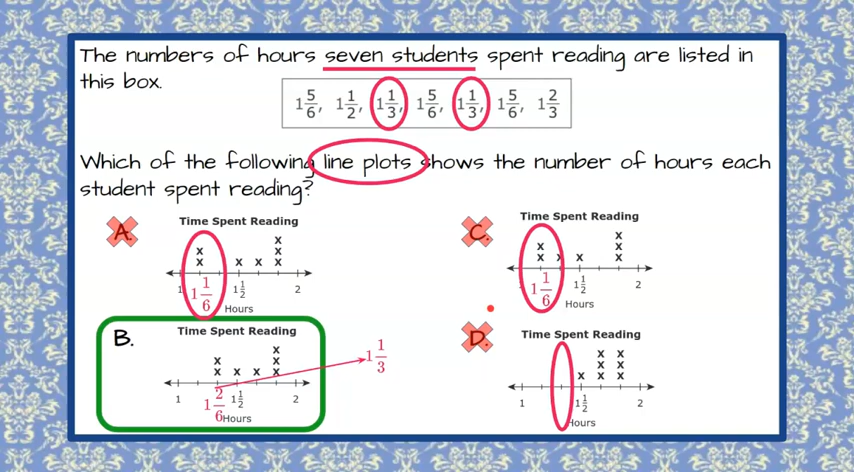 The numbers of hours seven students spent reading are listed in
this box.
1 5/6, 1 1/2, 1 1/3, 1 5/6, 1 1/3, 1 5/6, 1 2/3
Which of the following line plots shows the number of hours each
student spent reading?
A.
Time Spent Reading
x
x x
x x x x
1 1 1/2 2
1 1/6
Hours
C.
Time Spent Reading
x
x x
x x x x
1 1/2 2
1 1/6
Hours
B.
Time Spent Reading
x
x x
x x x x
1 1 1/2 2
1 2/6
Hours
1 1/3
D.
Time Spent Reading
x x
x x
x x x
1 1 1/2 2
Hours